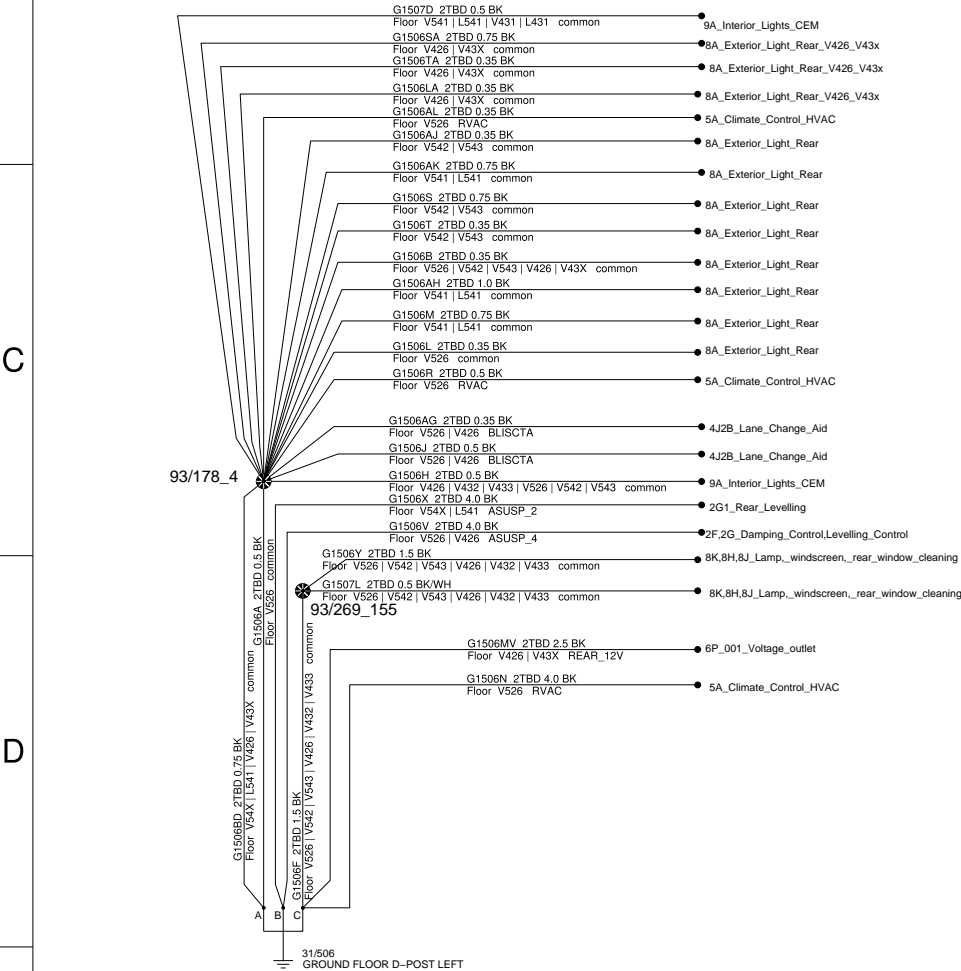 G1507D 2TBD 0.5 BK
Floor V541 | L541 | V431 | L431 common
9A_Interior_Lights_CEM
G1506SA 2TBD 0.75 BK
Floor V426 | V43X common
8A_Exterior_Light_Rear_V426_V43x
G1506TA 2TBD 0.35 BK
Floor V426 | V43X common
8A_Exterior_Light_Rear_V426_V43x
G1506LA 2TBD 0.35 BK
Floor V426 | V43X common
8A_Exterior_Light_Rear_V426_V43x
G1506AL 2TBD 0.35 BK
Floor V526 RVAC
5A_Climate_Control_HVAC
G1506AJ 2TBD 0.35 BK
Floor V542 | V543 common
8A_Exterior_Light_Rear
G1506AK 2TBD 0.75 BK
Floor V541 | L541 common
8A_Exterior_Light_Rear
G1506S 2TBD 0.75 BK
Floor V542 | V543 common
8A_Exterior_Light_Rear
G1506T 2TBD 0.35 BK
Floor V542 | V543 common
8A_Exterior_Light_Rear
G1506B 2TBD 0.35 BK
Floor V526 | V542 | V543 | V426 | V43X common
8A_Exterior_Light_Rear
G1506AH 2TBD 1.0 BK
Floor V541 | L541 common
8A_Exterior_Light_Rear
G1506M 2TBD 0.75 BK
Floor V541 | L541 common
8A_Exterior_Light_Rear
G1506L 2TBD 0.35 BK
Floor V526 common
8A_Exterior_Light_Rear
G1506R 2TBD 0.5 BK
Floor V526 RVAC
5A_Climate_Control_HVAC
C
G1506AG 2TBD 0.35 BK
Floor V526 | V426 BLISCTA
4J2B_Lane_Change_Aid
G1506J 2TBD 0.5 BK
Floor V526 | V426 BLISCTA
4J2B_Lane_Change_Aid
93/178_4
G1506H 2TBD 0.5 BK
Floor V426 | V432 | V433 | V526 | V542 | V543 common
9A_Interior_Lights_CEM
G1506X 2TBD 4.0 BK
Floor V54X | L541 ASUSP_2
2G1_Rear_Levelling
G1506V 2TBD 4.0 BK
Floor V526 | V426 ASUSP_4
2F,2G_Damping_Control,Levelling_Control
G1506Y 2TBD 1.5 BK
Floor V526 | V542 | V543 | V426 | V432 | V433 common
8K,8H,8J_Lamp,_windscreen,_rear_window_cleaning
G1507L 2TBD 0.5 BK/WH
Floor V526 | V542 | V543 | V426 | V432 | V433 common
8K,8H,8J_Lamp,_windscreen,_rear_window_cleaning
93/269_155
G1506MV 2TBD 2.5 BK
Floor V426 | V43X REAR_12V
6P_001_Voltage_outlet
G1506N 2TBD 4.0 BK
Floor V526 RVAC
5A_Climate_Control_HVAC
D
G1506BD 2TBD 0.75 BK
Floor V54X | L541 | V426 | V43X common
G1506A 2TBD 0.5 BK
Floor V526 common
G1506F 2TBD 1.5 BK
Floor V526 | V542 | V543 | V426 | V432 | V433 common
A B C
31/506
GROUND FLOOR D–POST LEFT